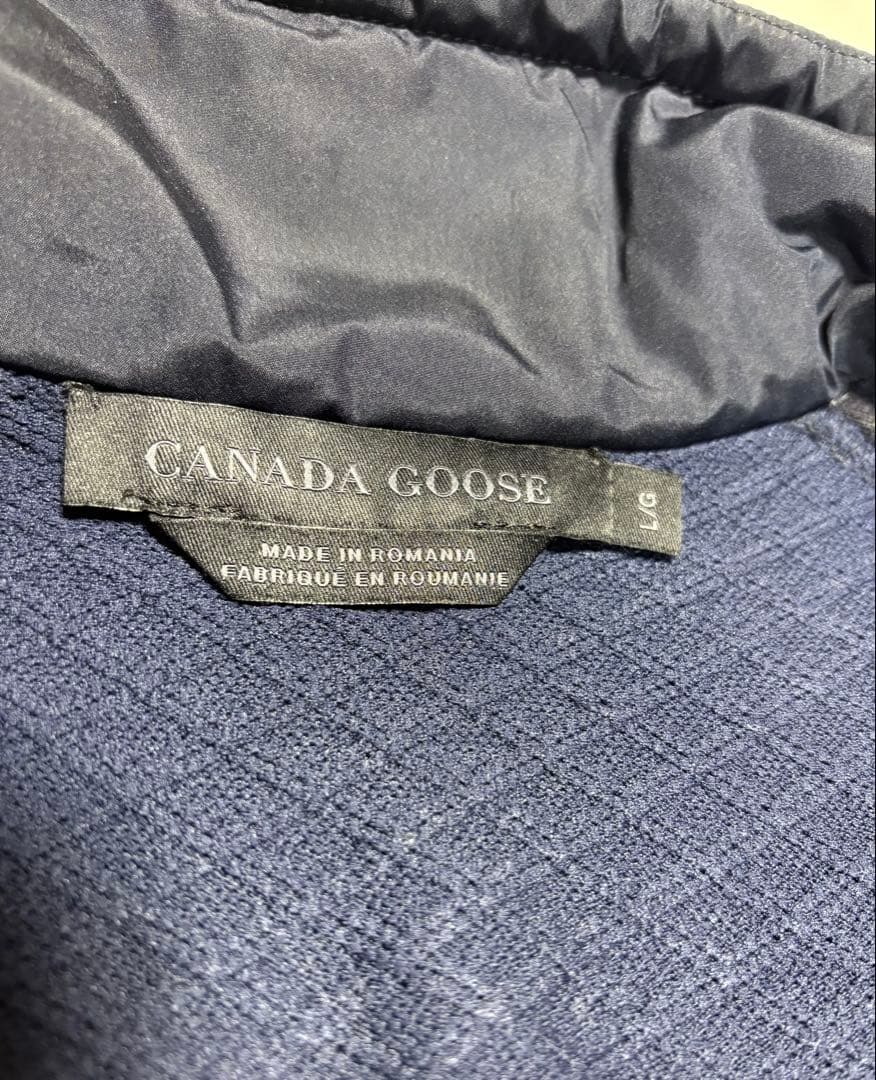 CANADA GOOSE
L/G
MADE IN ROMANIA
FABRIQUÉ EN ROUMANIE